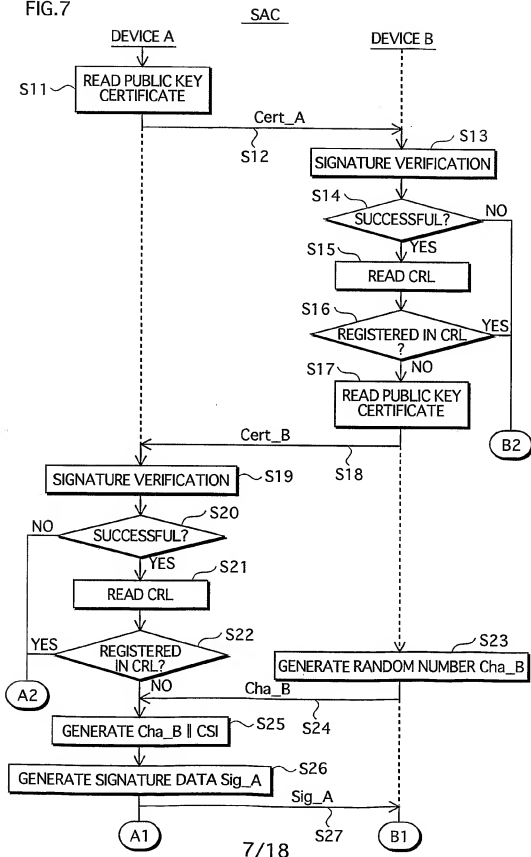 FIG.7
SAC
DEVICE A
DEVICE B
S11
READ PUBLIC KEY
CERTIFICATE
Cert_A
S12
S13
SIGNATURE VERIFICATION
S14
SUCCESSFUL?
NO
YES
S15
READ CRL
S16
REGISTERED IN CRL
?
YES
NO
S17
READ PUBLIC KEY
CERTIFICATE
B2
Cert_B
S18
SIGNATURE VERIFICATION
S19
S20
NO
SUCCESSFUL?
YES
S21
READ CRL
S22
YES
REGISTERED
IN CRL?
NO
A2
S23
GENERATE RANDOM NUMBER Cha_B
Cha_B
S24
GENERATE Cha_B || CSI
S25
GENERATE SIGNATURE DATA Sig_A
S26
Sig_A
S27
A1
B1
7/18